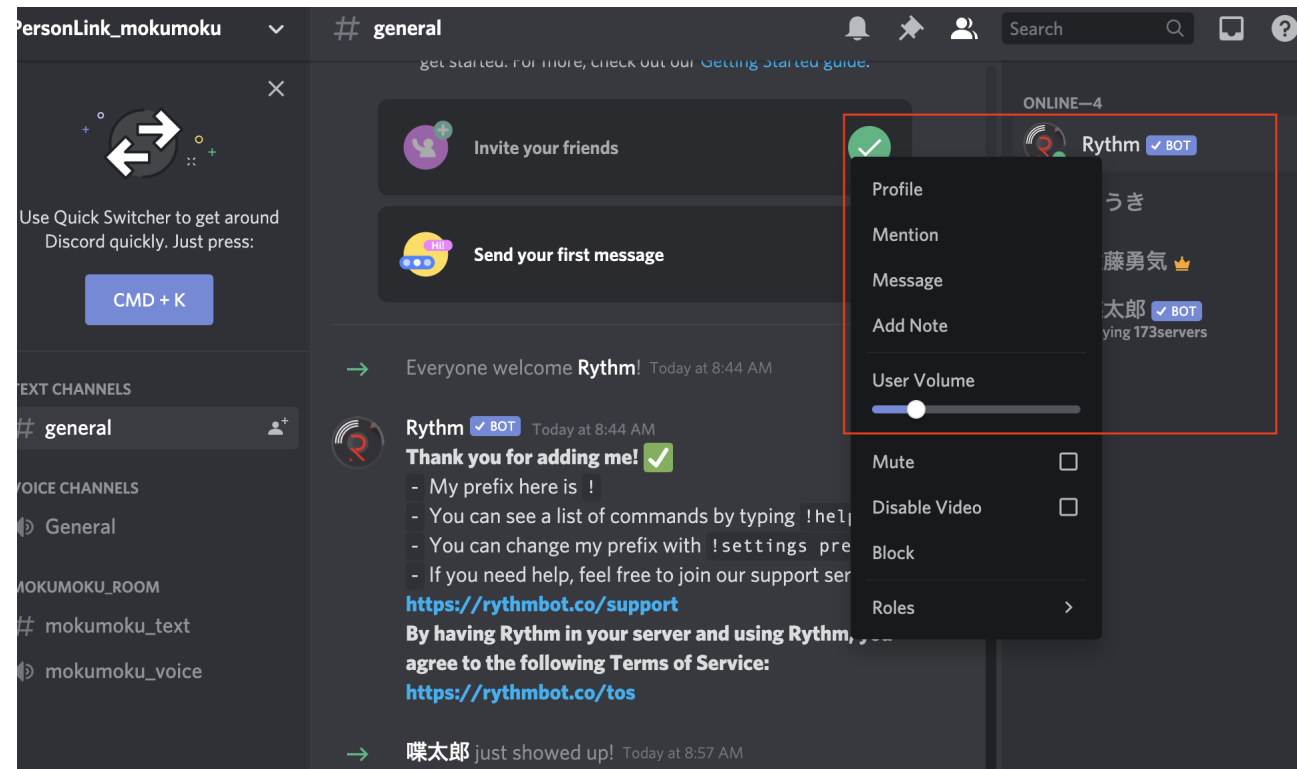 PersonLink_mokumoku
Use Quick Switcher to get around
Discord quickly. Just press:
CMD + K
TEXT CHANNELS
general
VOICE CHANNELS
General
MOKUMOKU_ROOM
# mokumoku_text
mokumoku_voice
# general
Search
get started. For more, check out our Getting Started guide.
Invite your friends
Hi!
Send your first message
Everyone welcome Rythm! Today at 8:44 AM
Rythm BOT Today at 8:44 AM
Thank you for adding me!
- My prefix here is !
- You can see a list of commands by typing !help
- You can change my prefix with !settings pre
- If you need help, feel free to join our support ser
https://rythmbot.co/support
By having Rythm in your server and using Rythm, you
agree to the following Terms of Service:
https://rythmbot.co/tos
喋太郎 just showed up! Today at 8:57 AM
Profile
Mention
Message
Add Note
User Volume
Mute
Disable Video
Block
Roles
ONLINE—4
Rythm BOT
うき
藤勇気
太郎 BOT
ying 173servers